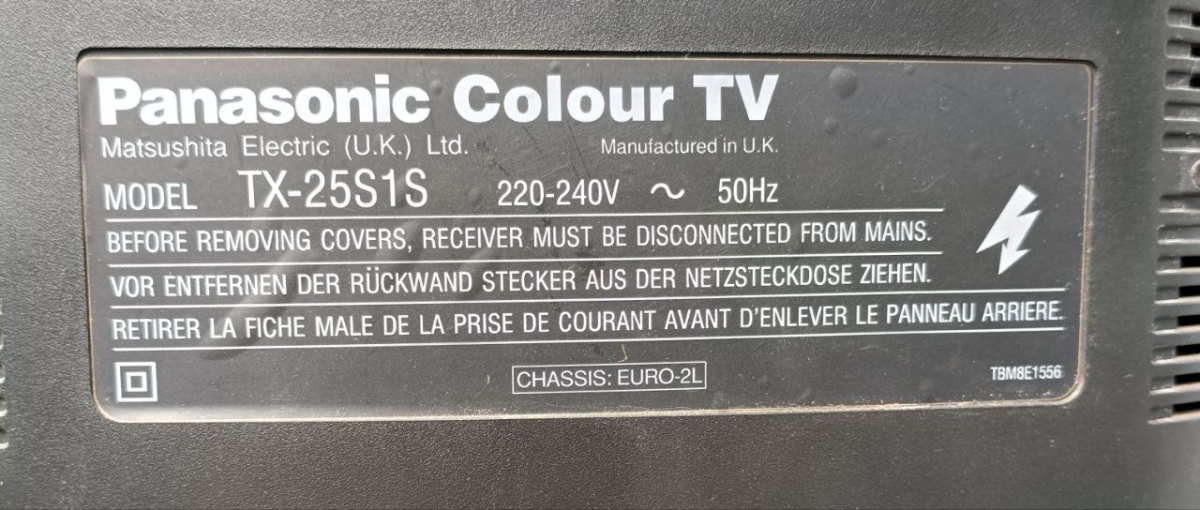 Panasonic Colour TV
Matsushita Electric (U.K.) Ltd. Manufactured in U.K.
MODEL TX-25S1S 220-240V ~ 50Hz
BEFORE REMOVING COVERS, RECEIVER MUST BE DISCONNECTED FROM MAINS.
VOR ENTFERNEN DER RÜCKWAND STECKER AUS DER NETZSTECKDOSE ZIEHEN.
RETIRER LA FICHE MALE DE LA PRISE DE COURANT AVANT D'ENLEVER LE PANNEAU ARRIERE.
CHASSIS: EURO-2L TBM8E1556